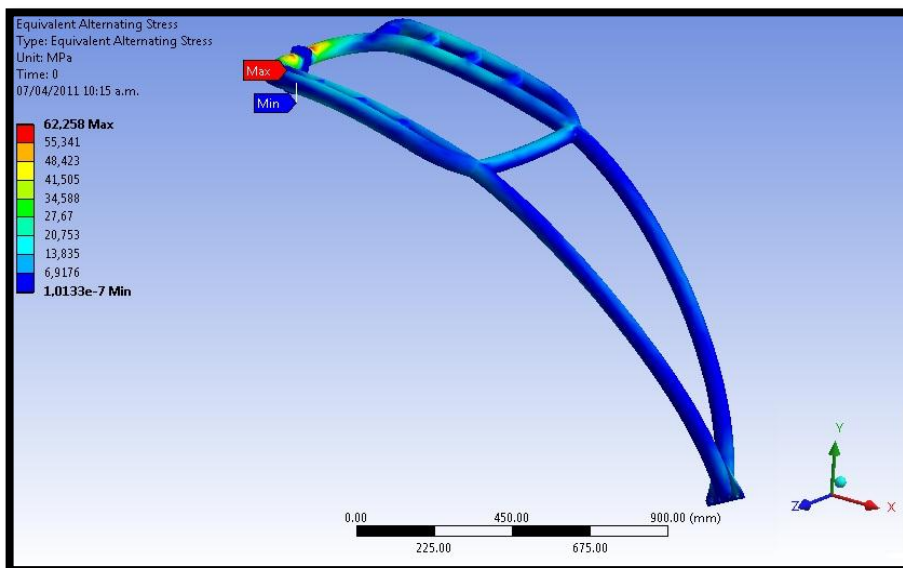 Equivalent Alternating Stress
Type: Equivalent Alternating Stress
Unit: MPa
Time: 0
07/04/2011 10:15 a.m.
Max
Min
62,258 Max
55,341
48,423
41,505
34,588
27,67
20,753
13,835
6,9176
1,0133e-7 Min
0.00 450.00 900.00 (mm)
225.00 675.00
Y
Z X